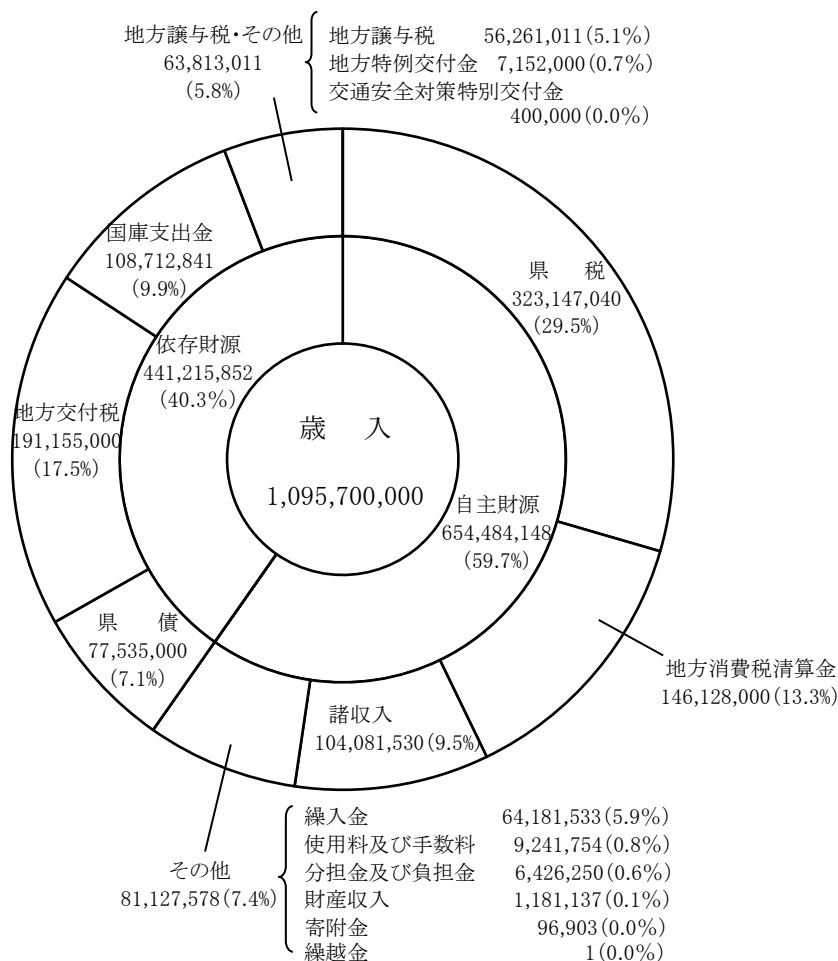 地方譲与税・その他
63,813,011
(5.8%)
地方譲与税 56,261,011(5.1%)
地方特例交付金 7,152,000(0.7%)
交通安全対策特別交付金
400,000(0.0%)
国庫支出金
108,712,841
(9.9%)
県 税
323,147,040
(29.5%)
依存財源
441,215,852
(40.3%)
地方交付税
191,155,000
(17.5%)
歳 入
1,095,700,000
自主財源
654,484,148
(59.7%)
県 債
77,535,000
(7.1%)
地方消費税清算金
146,128,000(13.3%)
諸収入
104,081,530(9.5%)
その他
81,127,578(7.4%)
繰入金 64,181,533(5.9%)
使用料及び手数料 9,241,754(0.8%)
分担金及び負担金 6,426,250(0.6%)
財産収入 1,181,137(0.1%)
寄附金 96,903(0.0%)
繰越金 1(0.0%)